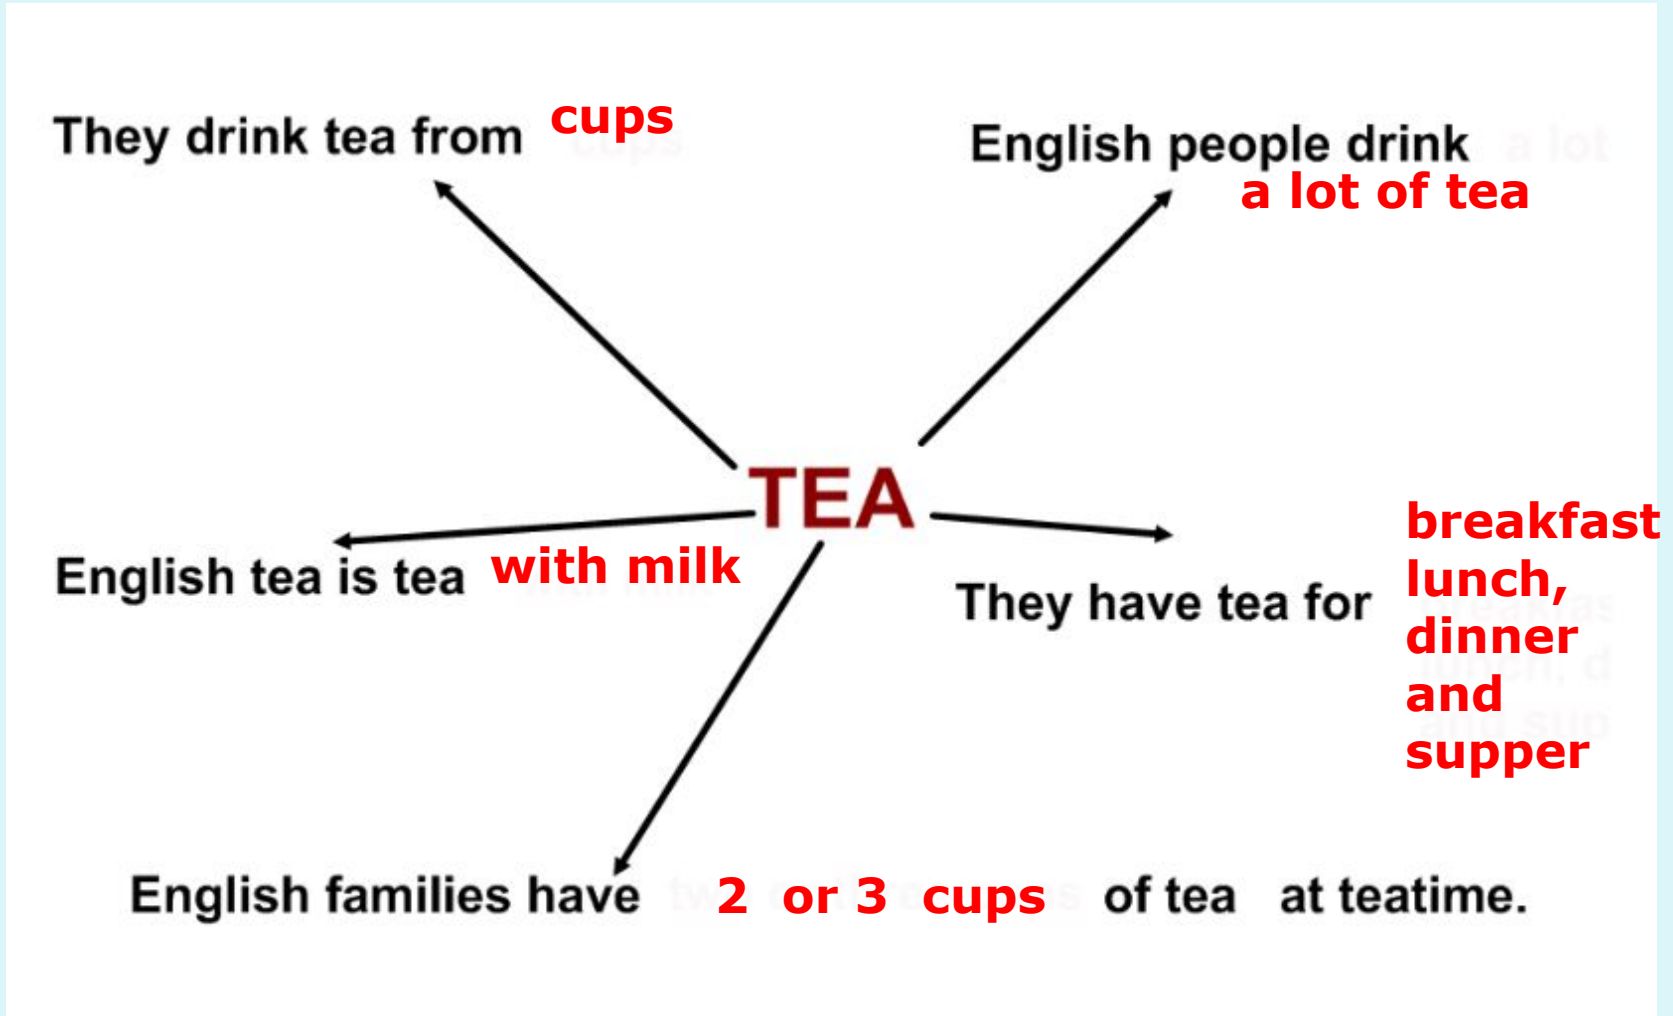 They drink tea from cups
English people drink
a lot of tea
TEA
English tea is tea with milk
They have tea for
breakfast
lunch,
dinner
and
supper
English families have 2 or 3 cups of tea at teatime.